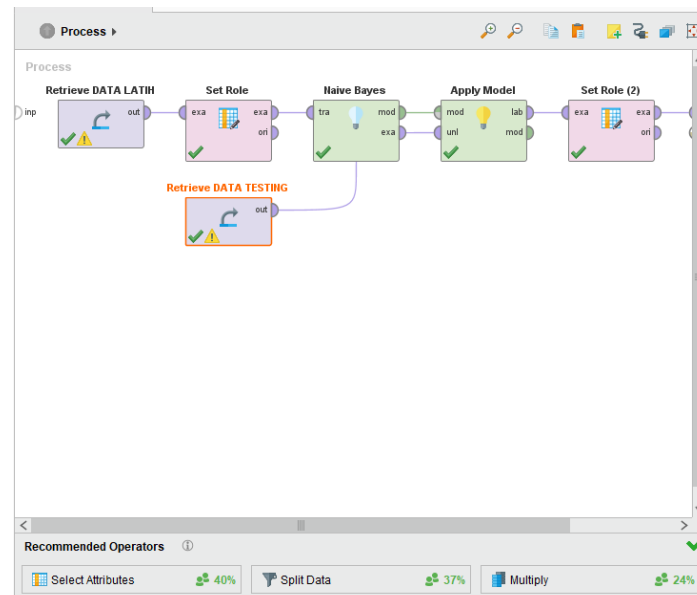 Process
Process
Retrieve DATA LATIH
Set Role
Naive Bayes
Apply Model
Set Role (2)
inp
out
exa
exa
ori
tra
mod
exa
mod
unl
lab
mod
exa
exa
ori
Retrieve DATA TESTING
out
Recommended Operators
Select Attributes
40%
Split Data
37%
Multiply
24%